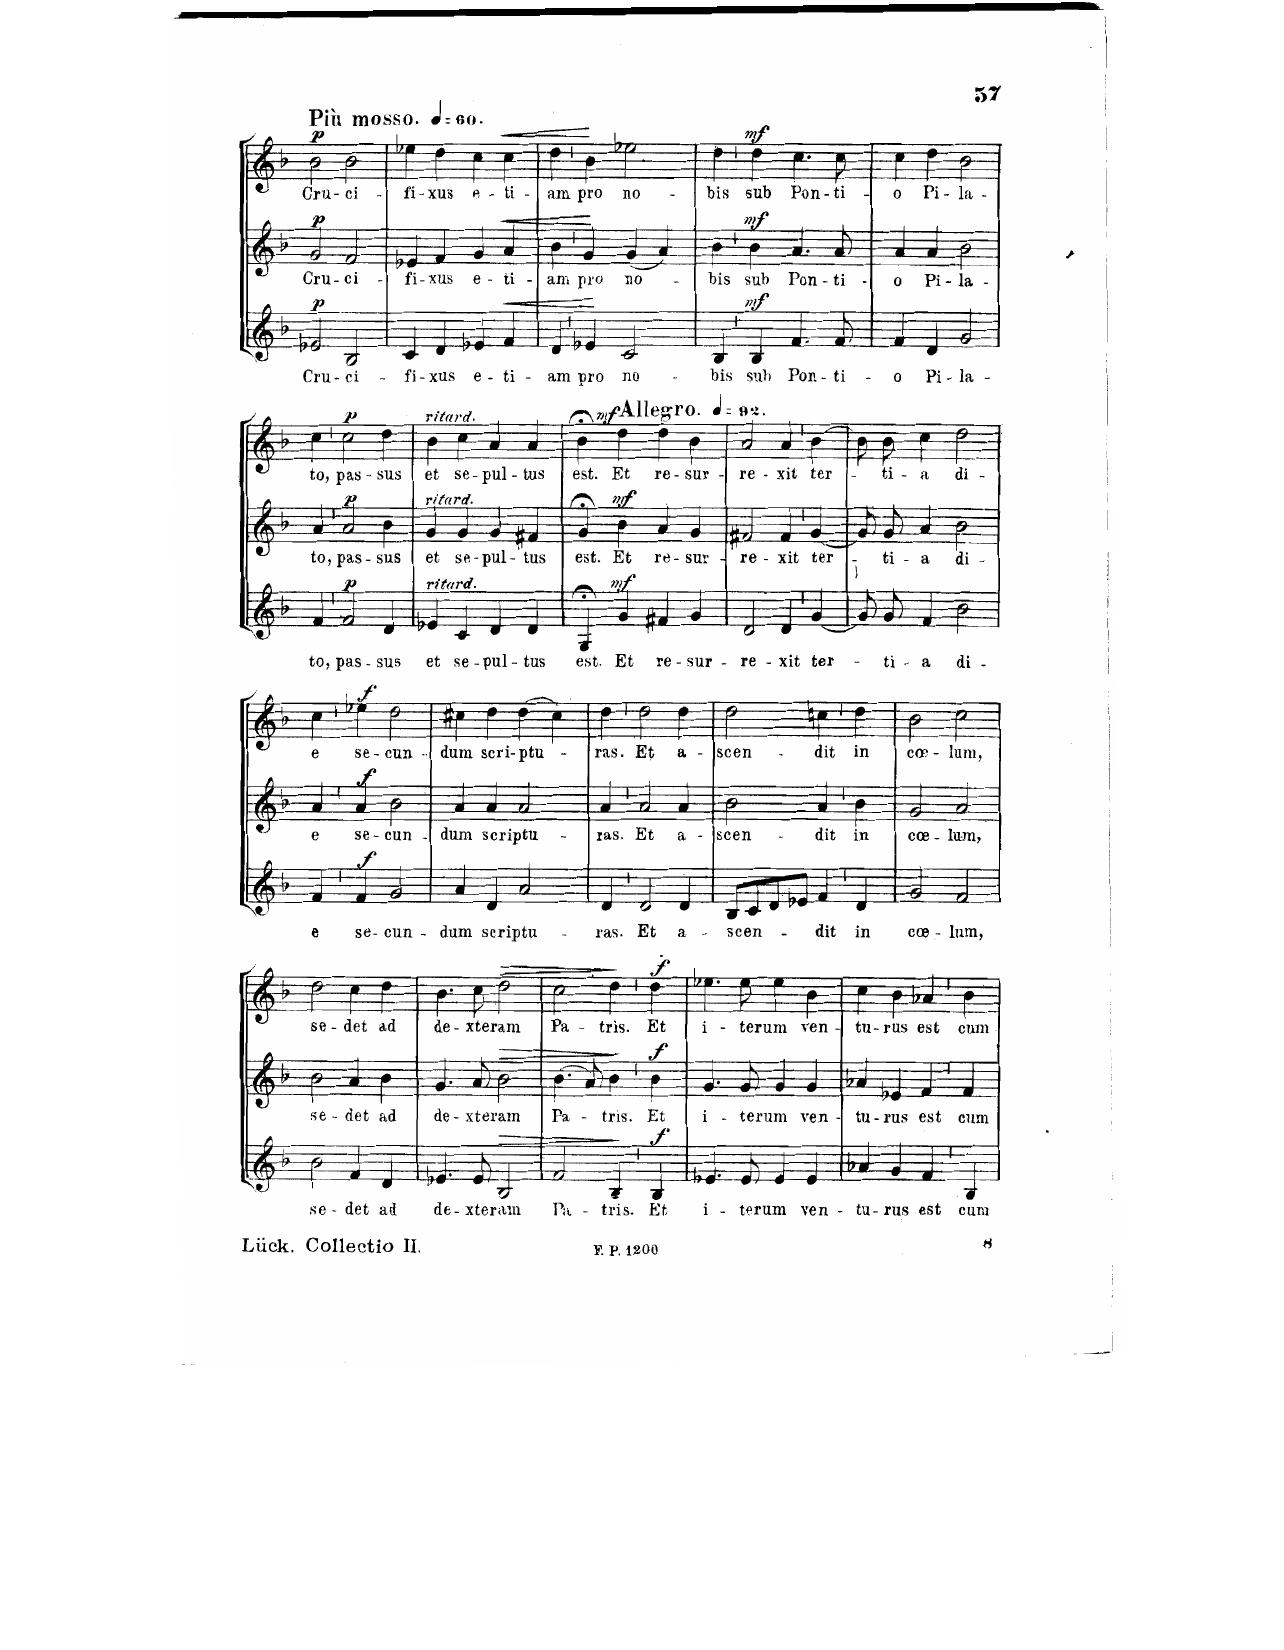 37
Più mosso. ♩= 60.
p
Cru-ci - fi-xus e-ti - am pro no - bis sub Pon-ti - o Pi-la-
mf
p
mf
Cru-ci - fi-xus e-ti - am pro no - bis sub Pon-ti - o Pi-la-
p
mf
Cru-ci - fi-xus e-ti - am pro no - bis sub Pon-ti - o Pi-la-
p ritard. mf Allegro. ♩= 92.
to, pas-sus et se-pul-tus est. Et re-sur - re-xit ter - ti - a di -
p ritard. mf
to, pas-sus et se-pul-tus est. Et re-sur - re-xit ter - ti - a di -
p ritard. mf
to, pas-sus et se-pul-tus est. Et re-sur - re-xit ter - ti - a di -
f
e se-cun - dum scri-ptu - ras. Et a - scen - dit in cœ-lum,
f
e se-cun - dum scriptu - ras. Et a - scen - dit in cœ-lum,
f
e se-cun - dum scriptu - ras. Et a - scen - dit in cœ-lum,
f
se-det ad de-xteram Pa-tris. Et i - terum ven - tu-rus est cum
f
se-det ad de-xteram Pa-tris. Et i - terum ven - tu-rus est cum
f
se-det ad de-xteram Pa-tris. Et i - terum ven - tu-rus est cum
Lück. Collectio II.
F. P. 1200
8